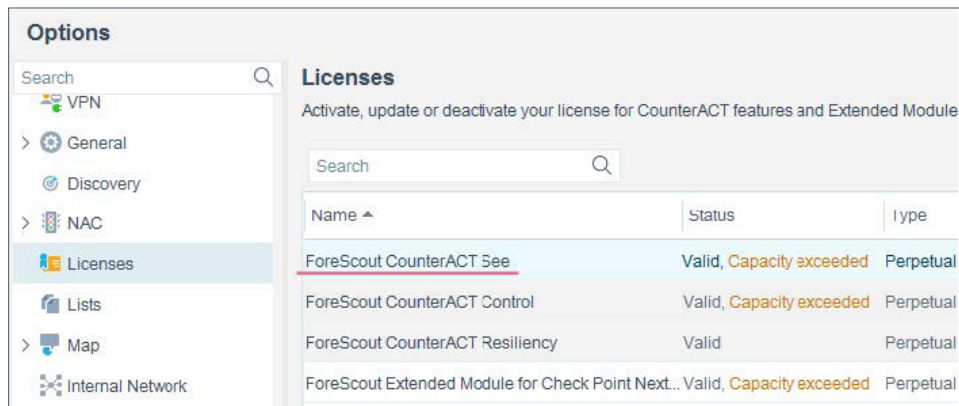 Options
Search
VPN
General
Discovery
NAC
Licenses
Lists
Map
Internal Network
Licenses
Activate, update or deactivate your license for CounterACT features and Extended Module
Search
Name Status Type
ForeScout CounterACT See Valid, Capacity exceeded Perpetual
ForeScout CounterACT Control Valid, Capacity exceeded Perpetual
ForeScout CounterACT Resiliency Valid Perpetual
ForeScout Extended Module for Check Point Next... Valid, Capacity exceeded Perpetual